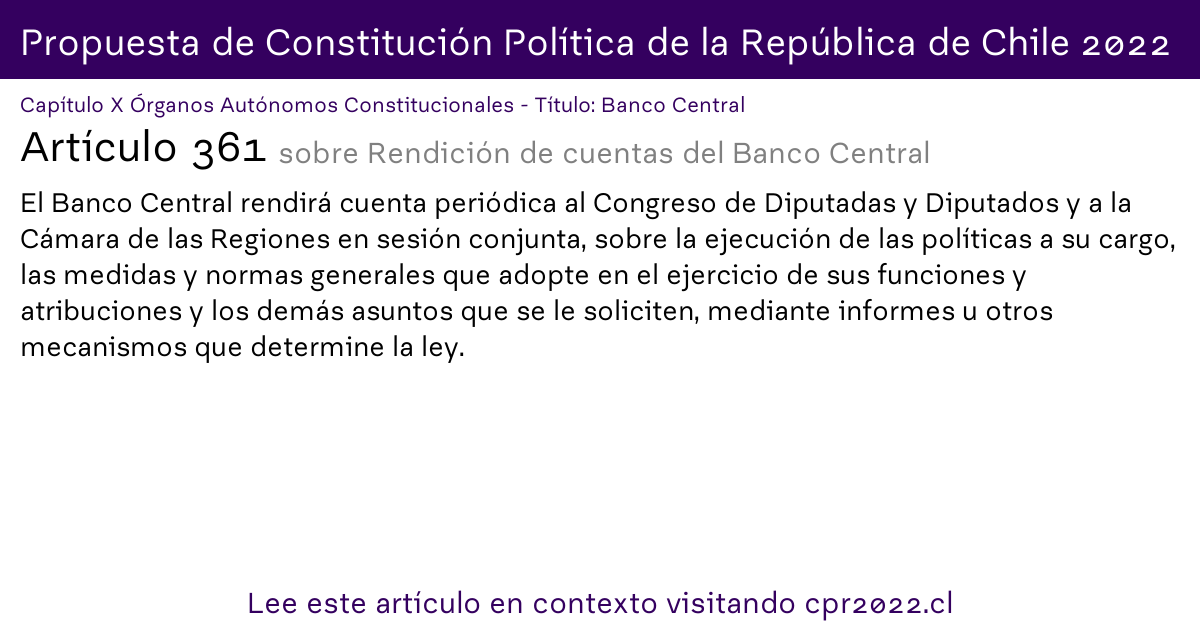 Propuesta de Constitución Política de la República de Chile 2022
Capítulo X Órganos Autónomos Constitucionales - Título: Banco Central
Artículo 361 sobre Rendición de cuentas del Banco Central
El Banco Central rendirá cuenta periódica al Congreso de Diputadas y Diputados y a la
Cámara de las Regiones en sesión conjunta, sobre la ejecución de las políticas a su cargo,
las medidas y normas generales que adopte en el ejercicio de sus funciones y
atribuciones y los demás asuntos que se le soliciten, mediante informes u otros
mecanismos que determine la ley.
Lee este artículo en contexto visitando cpr2022.cl